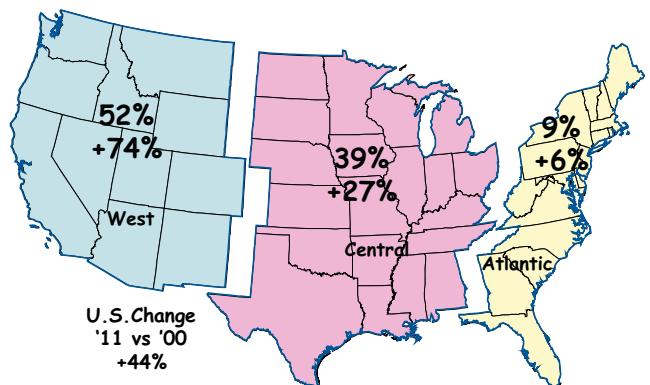 52%
+74%
West
39%
+27%
Central
9%
+6%
Atlantic
U.S.Change
'11 vs '00
+44%